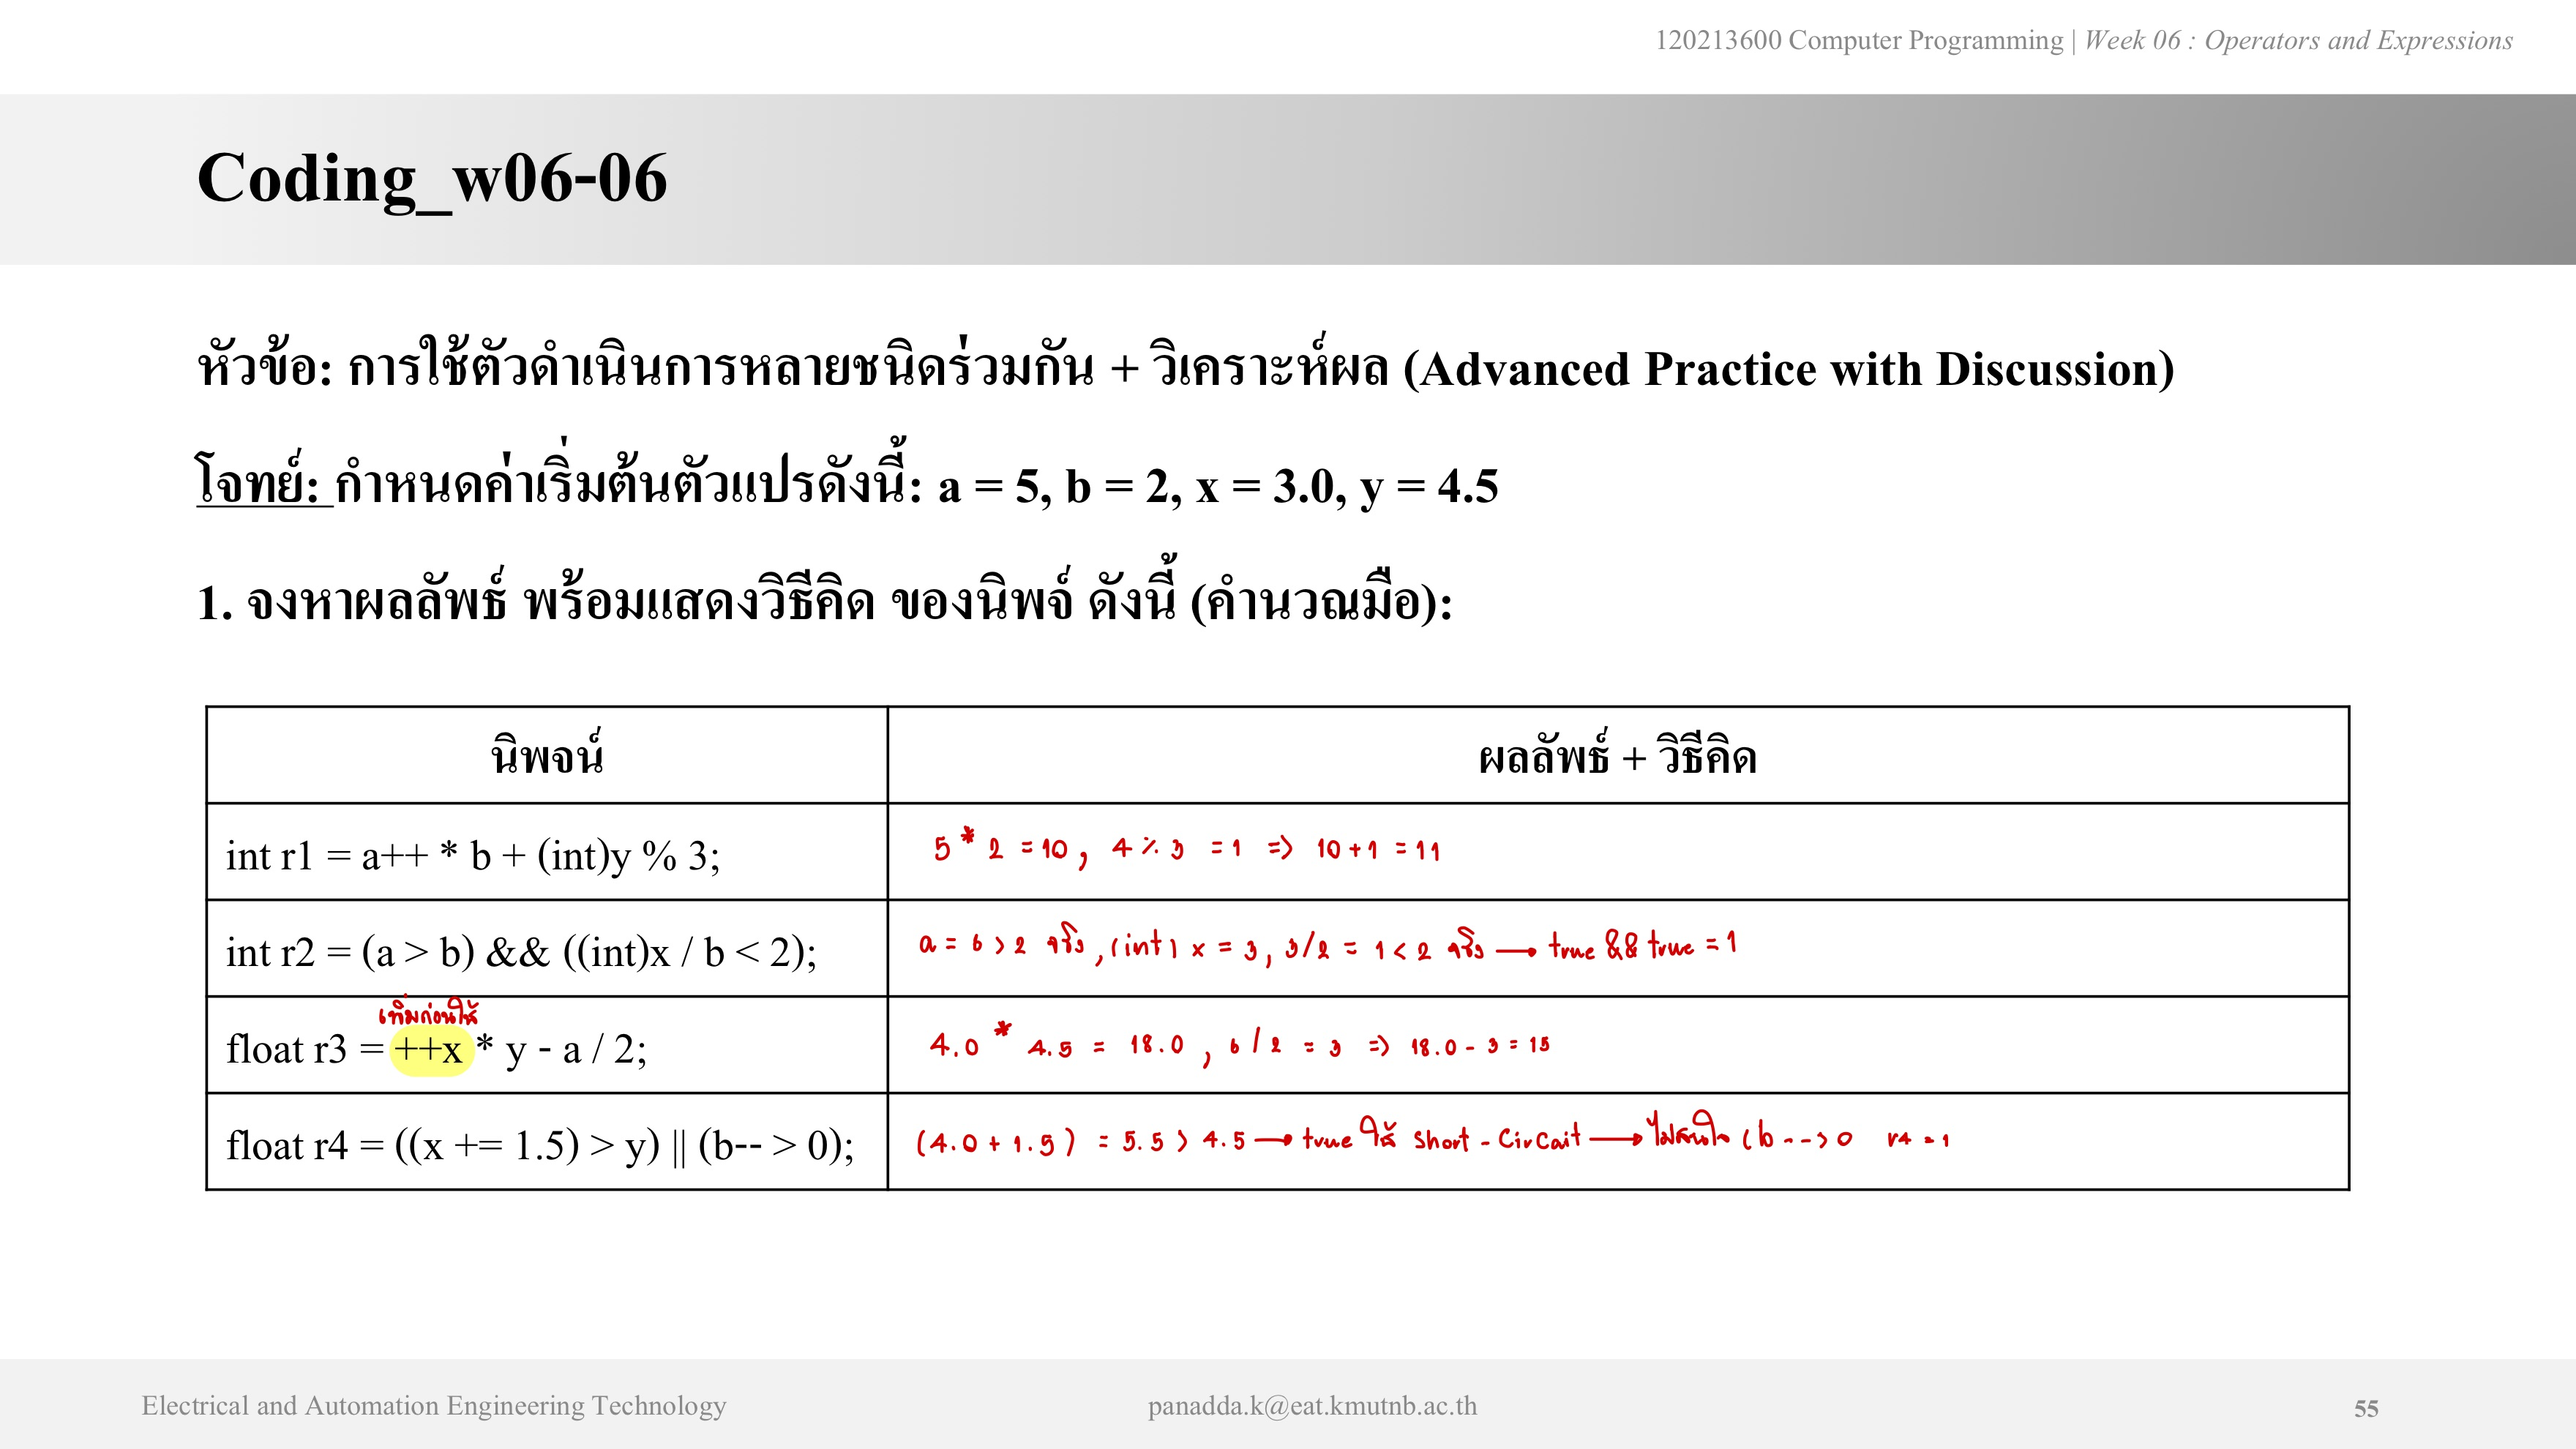 120213600 Computer Programming | Week 06 : Operators and Expressions
Coding_w06-06
หัวข้อ: การใช้ตัวดำเนินการหลายชนิดร่วมกัน + วิเคราะห์ผล (Advanced Practice with Discussion)
โจทย์: กำหนดค่าเริ่มต้นตัวแปรดังนี้: a = 5, b = 2, x = 3.0, y = 4.5
1. จงหาผลลัพธ์ พร้อมแสดงวิธีคิด ของนิพจ์ ดังนี้ (คำนวณมือ):
นิพจน์ ผลลัพธ์ + วิธีคิด
int r1 = a++ * b + (int)y % 3; 5 * 2 = 10 , 4 % 3 = 1 => 10 + 1 = 11
int r2 = (a > b) && ((int)x / b < 2); a = 6 > 2 จริง , (int) x = 3 , 3/2 = 1 < 2 จริง → true && true = 1
เพิ่มก่อนใช้
float r3 = ++x * y - a / 2; 4.0 * 4.5 = 18.0 , 6 / 2 = 3 => 18.0 - 3 = 15
float r4 = ((x += 1.5) > y) || (b-- > 0); (4.0 + 1.5) = 5.5 > 4.5 → true ใช้ Short - CirCait → ไม่สนใจ (b -- > 0 r4 = 1
Electrical and Automation Engineering Technology panadda.k@eat.kmutnb.ac.th 55